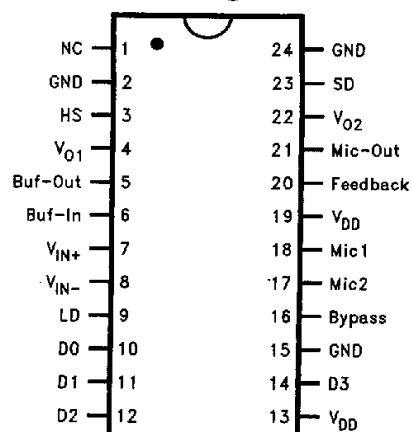 NC 1 24 GND
GND 2 23 SD
HS 3 22 VO2
VO1 4 21 Mic-Out
Buf-Out 5 20 Feedback
Buf-In 6 19 VDD
VIN+ 7 18 Mic1
VIN− 8 17 Mic2
LD 9 16 Bypass
D0 10 15 GND
D1 11 14 D3
D2 12 13 VDD